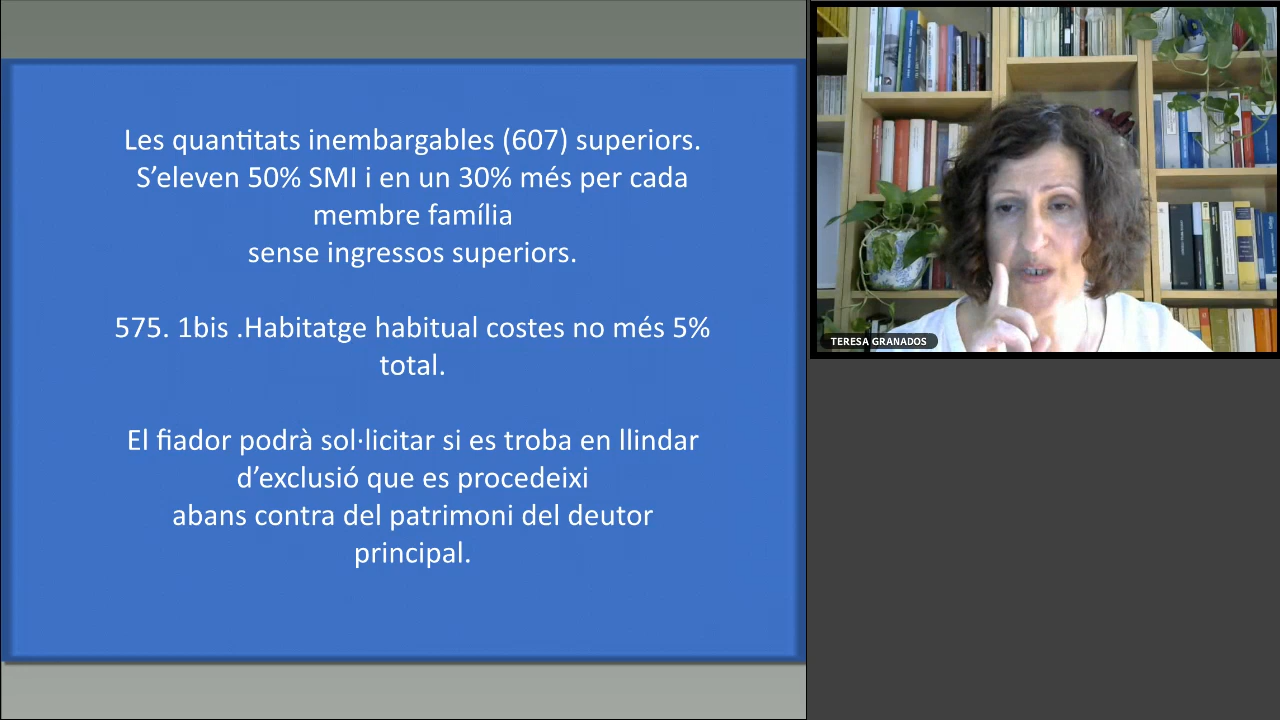 Les quantitats inembargables (607) superiors.
S’eleven 50% SMI i en un 30% més per cada
membre família
sense ingressos superiors.
575. 1bis .Habitatge habitual costes no més 5%
total.
El fiador podrà sol·licitar si es troba en llindar
d’exclusió que es procedeixi
abans contra del patrimoni del deutor
principal.
TERESA GRANADOS